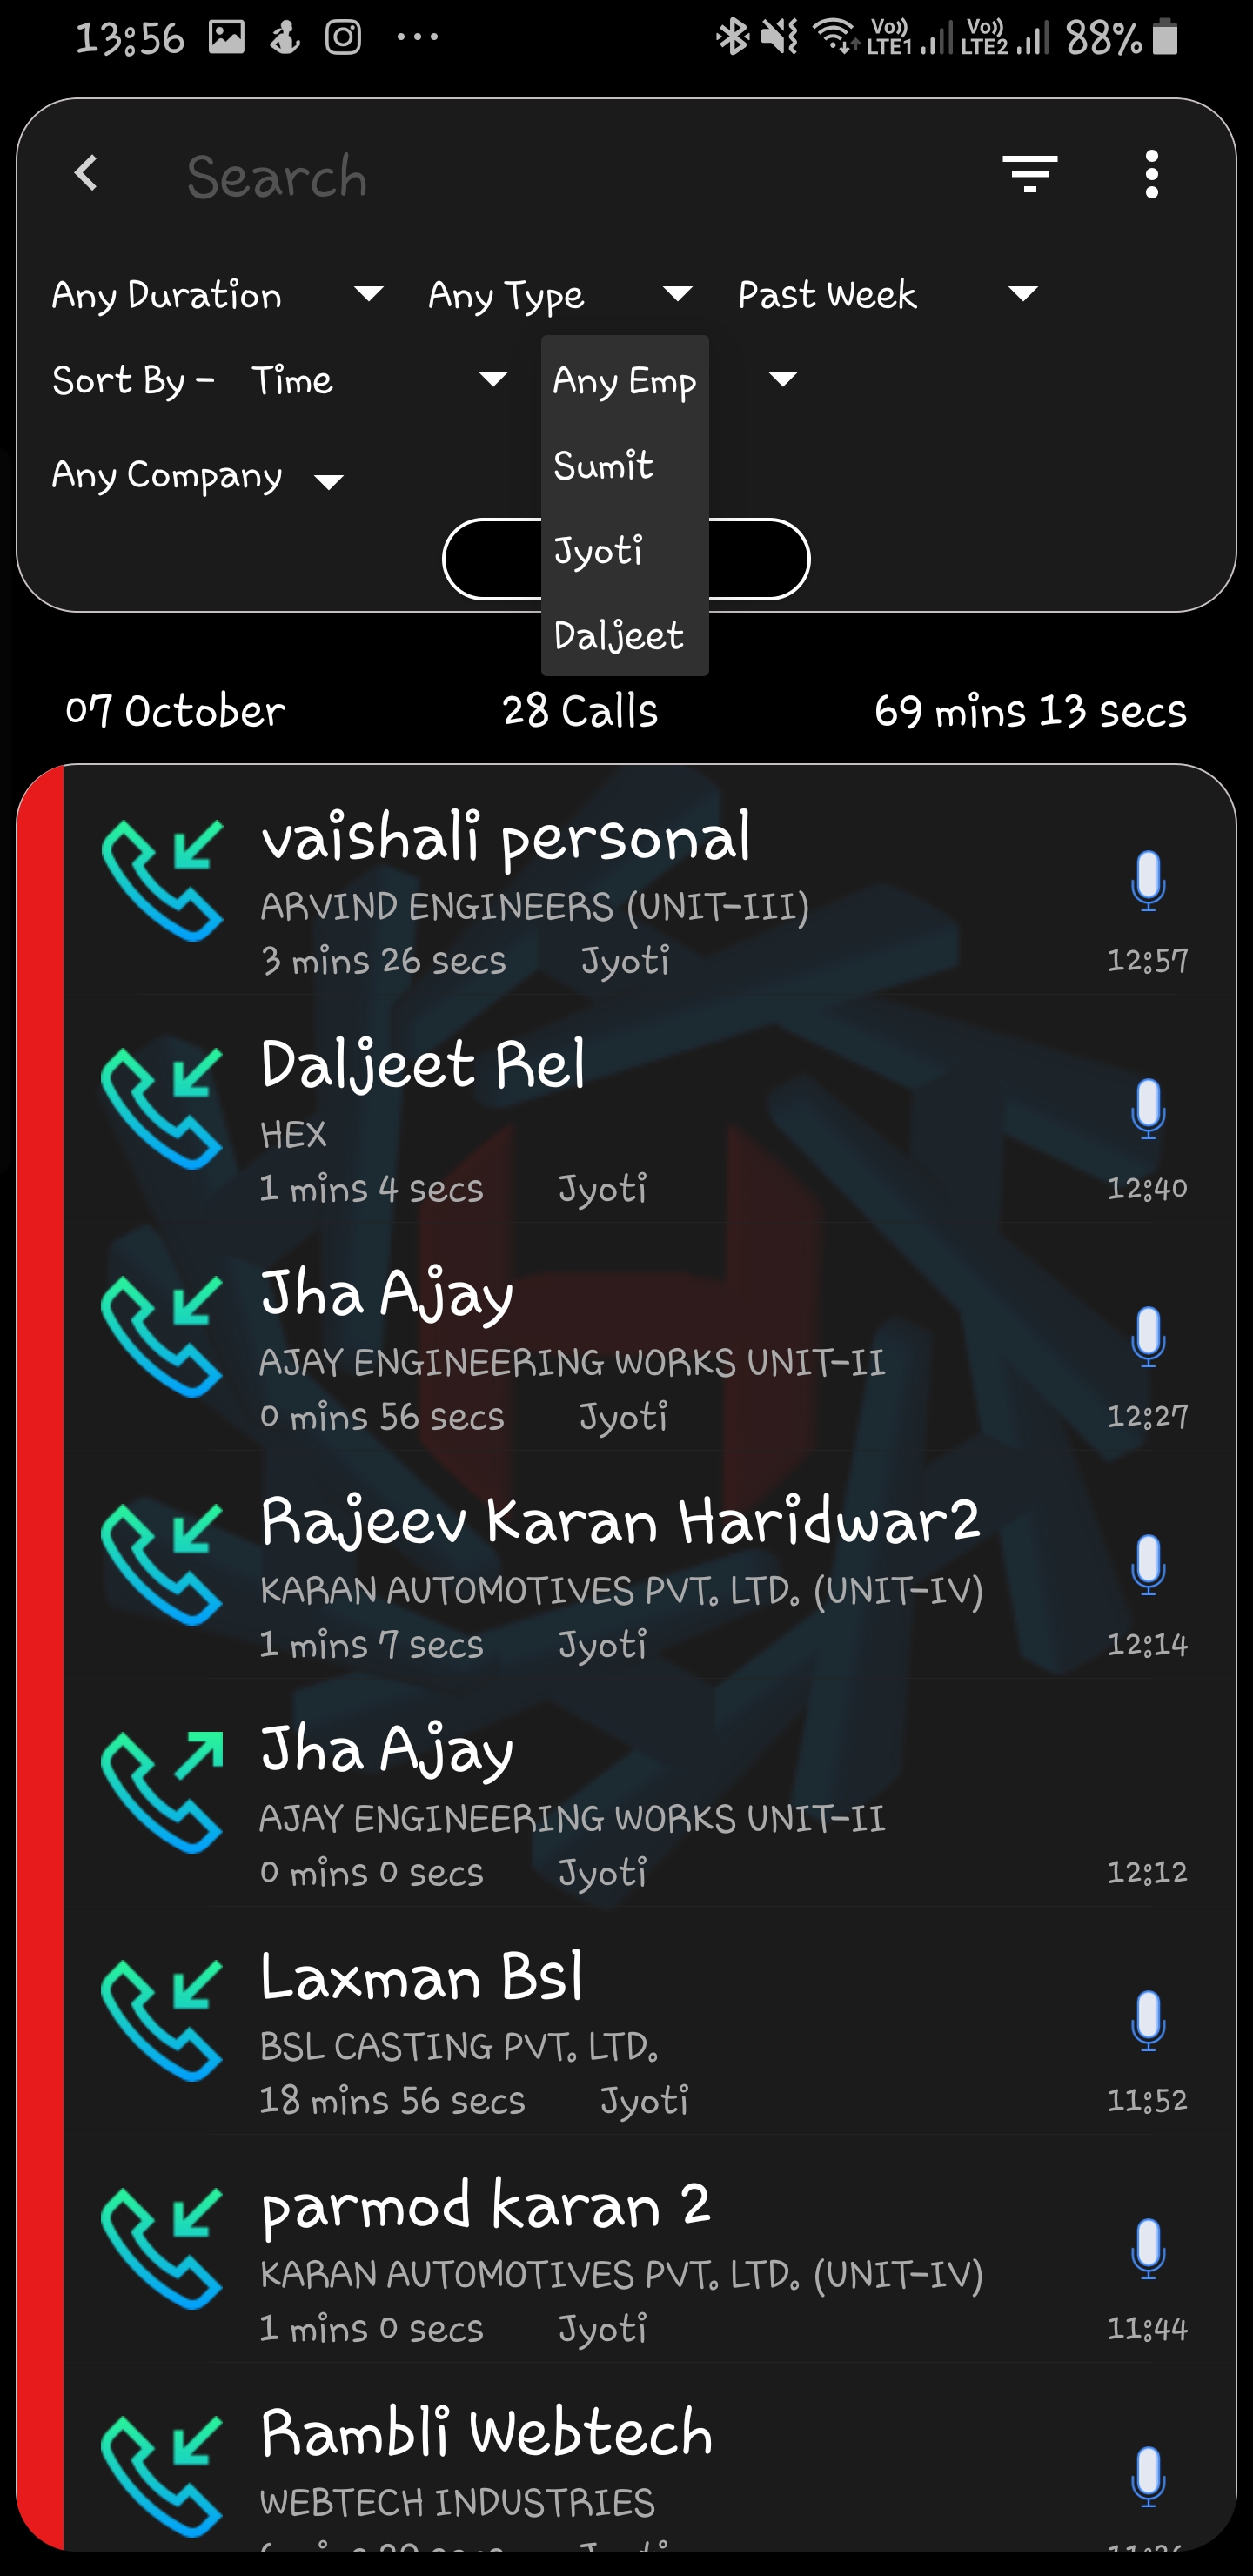 13:56
Vo)) LTE1 Vo)) LTE2 88%
Search
Any Duration Any Type Past Week
Sort By - Time Any Emp
Sumit
Any Company
Jyoti
Daljeet
07 October 28 Calls 69 mins 13 secs
vaishali personal
ARVIND ENGINEERS (UNIT-III)
3 mins 26 secs Jyoti 12:57
Daljeet Rel
HEX
1 mins 4 secs Jyoti 12:40
Jha Ajay
AJAY ENGINEERING WORKS UNIT-II
0 mins 56 secs Jyoti 12:27
Rajeev Karan Haridwar2
KARAN AUTOMOTIVES PVT. LTD. (UNIT-IV)
1 mins 7 secs Jyoti 12:14
Jha Ajay
AJAY ENGINEERING WORKS UNIT-II
0 mins 0 secs Jyoti 12:12
Laxman Bsl
BSL CASTING PVT. LTD.
18 mins 56 secs Jyoti 11:52
parmod karan 2
KARAN AUTOMOTIVES PVT. LTD. (UNIT-IV)
1 mins 0 secs Jyoti 11:44
Rambli Webtech
WEBTECH INDUSTRIES